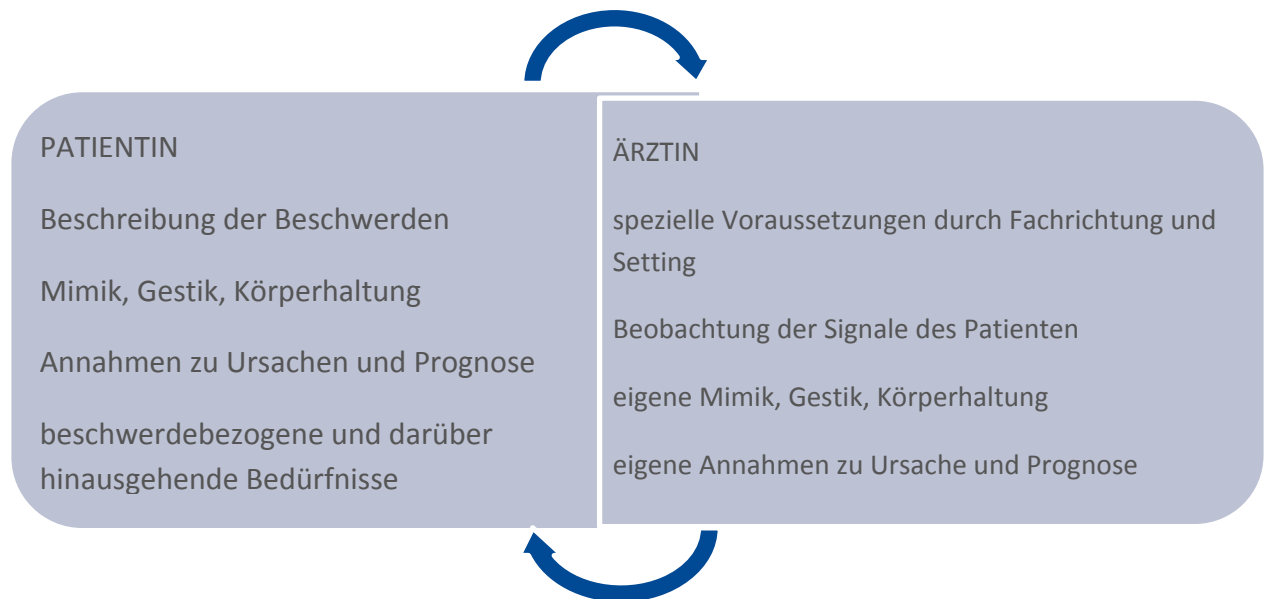 PATIENTIN
Beschreibung der Beschwerden
Mimik, Gestik, Körperhaltung
Annahmen zu Ursachen und Prognose
beschwerdebezogene und darüber
hinausgehende Bedürfnisse
ÄRZTIN
spezielle Voraussetzungen durch Fachrichtung und
Setting
Beobachtung der Signale des Patienten
eigene Mimik, Gestik, Körperhaltung
eigene Annahmen zu Ursache und Prognose